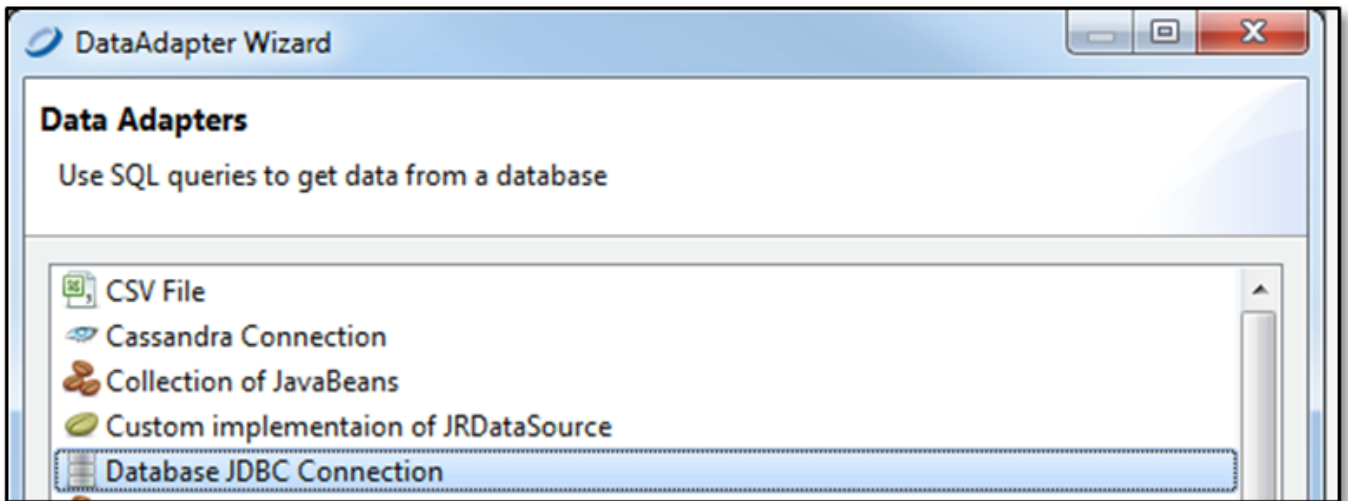 DataAdapter Wizard
Data Adapters
Use SQL queries to get data from a database
CSV File
Cassandra Connection
Collection of JavaBeans
Custom implementaion of JRDataSource
Database JDBC Connection